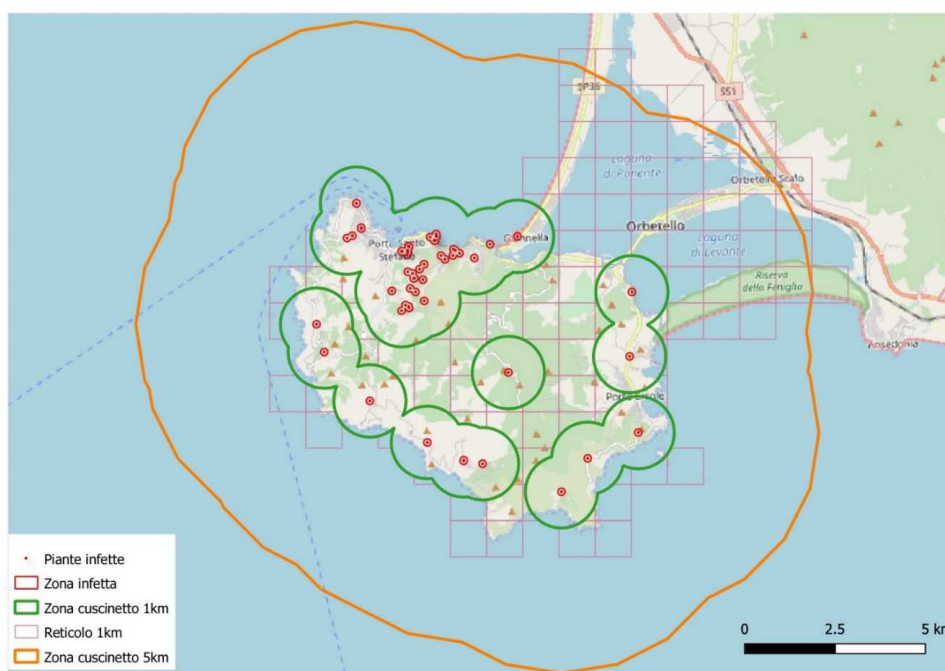 SP36
SS1
Laguna
di Ponente
Orbetello Scalo
Orbetello
Laguna
di Levante
Porto Santo
Stefano
Giannella
Riserva
della Feniglia
Ansedonia
Porto Ercole
Piante infette
Zona infetta
Zona cuscinetto 1km
Reticolo 1km
Zona cuscinetto 5km
0 2.5 5 km